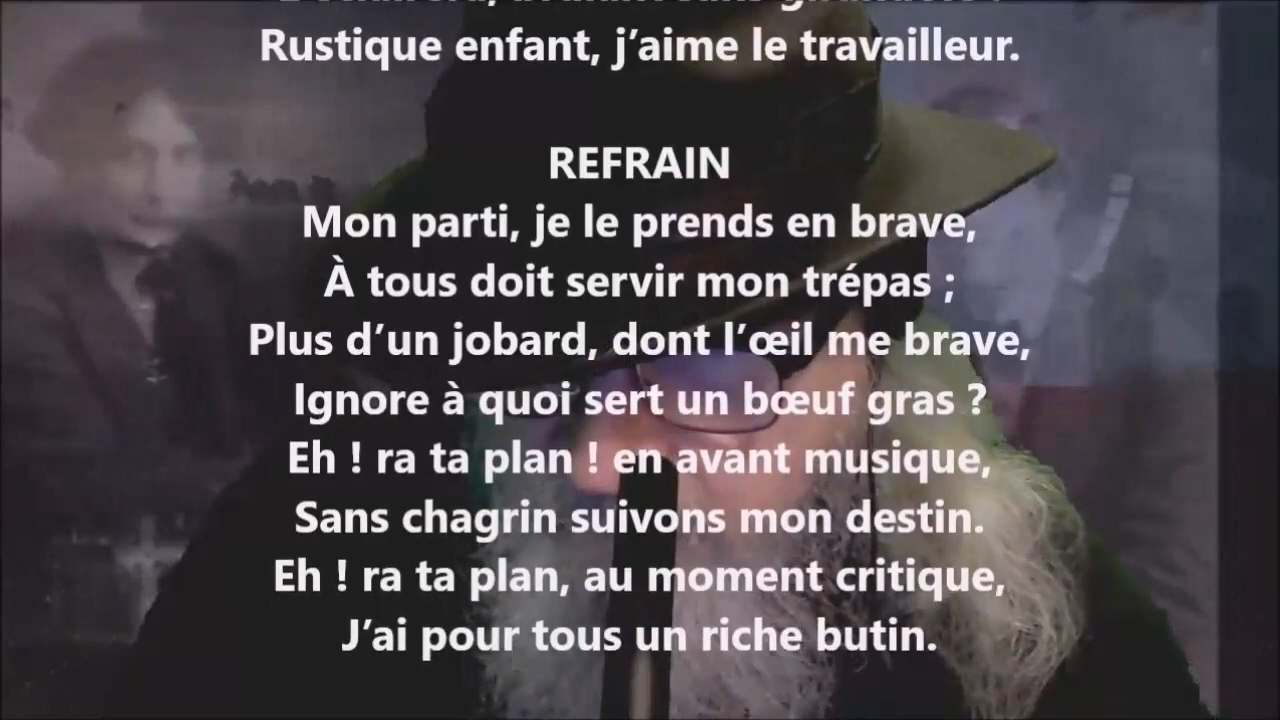 Rustique enfant, j’aime le travailleur.
REFRAIN
Mon parti, je le prends en brave,
À tous doit servir mon trépas ;
Plus d’un jobard, dont l’œil me brave,
Ignore à quoi sert un bœuf gras ?
Eh ! ra ta plan ! en avant musique,
Sans chagrin suivons mon destin.
Eh ! ra ta plan, au moment critique,
J’ai pour tous un riche butin.